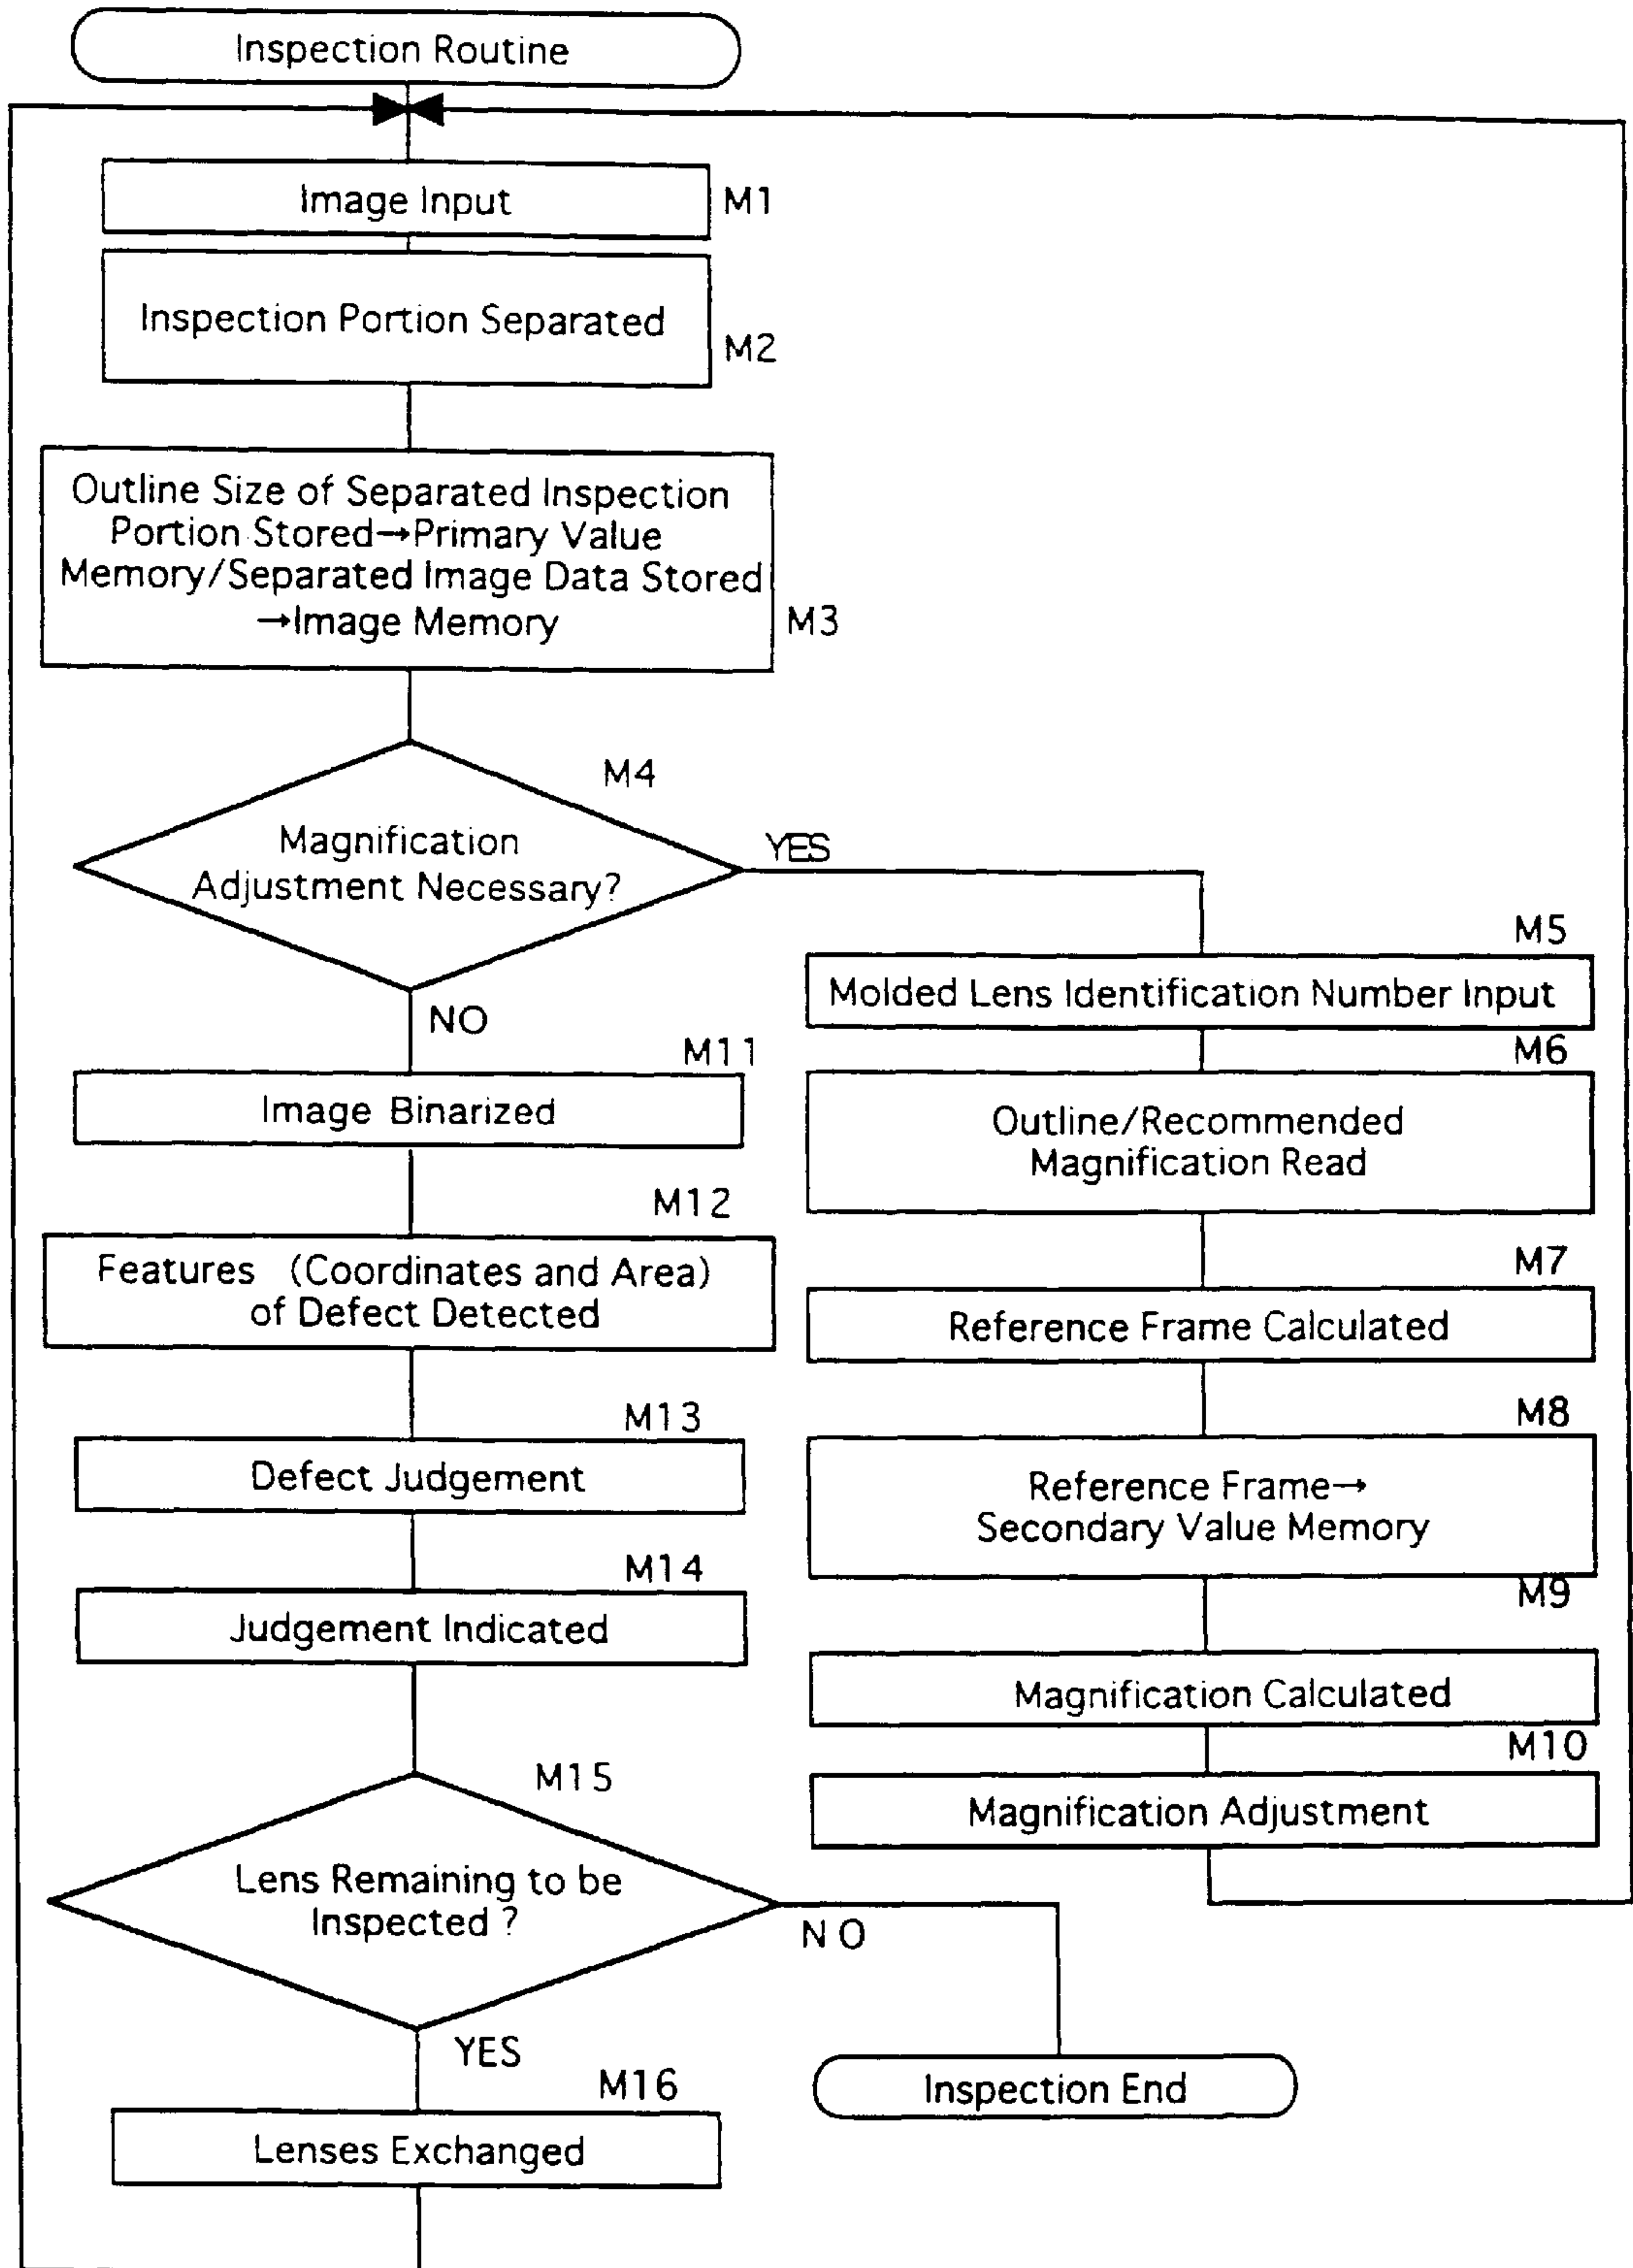 Inspection Routine
Image Input
M1
Inspection Portion Separated
M2
Outline Size of Separated Inspection
Portion Stored→Primary Value
Memory/Separated Image Data Stored
→Image Memory
M3
M4
Magnification
Adjustment Necessary?
YES
NO
M5
Molded Lens Identification Number Input
M6
Outline/Recommended
Magnification Read
M7
Reference Frame Calculated
M8
Reference Frame→
Secondary Value Memory
M9
Magnification Calculated
M10
Magnification Adjustment
M11
Image Binarized
M12
Features (Coordinates and Area)
of Defect Detected
M13
Defect Judgement
M14
Judgement Indicated
M15
Lens Remaining to be
Inspected ?
NO
YES
Inspection End
M16
Lenses Exchanged